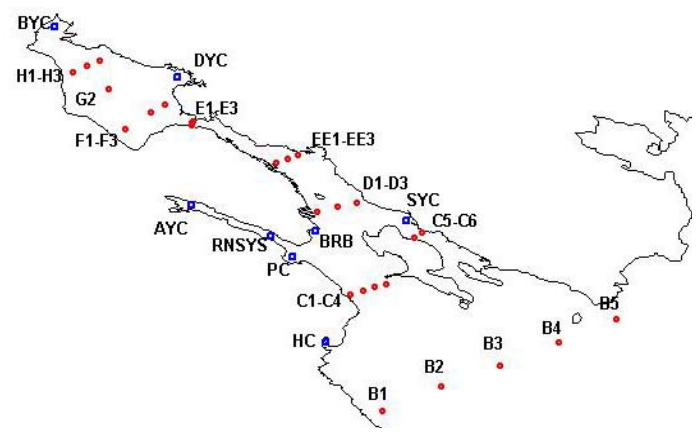 BYC
DYC
H1-H3
G2
E1-E3
F1-F3
EE1-EE3
D1-D3
SYC
C5-C6
AYC
RNSYS
BRB
PC
C1-C4
B5
B4
HC
B3
B2
B1